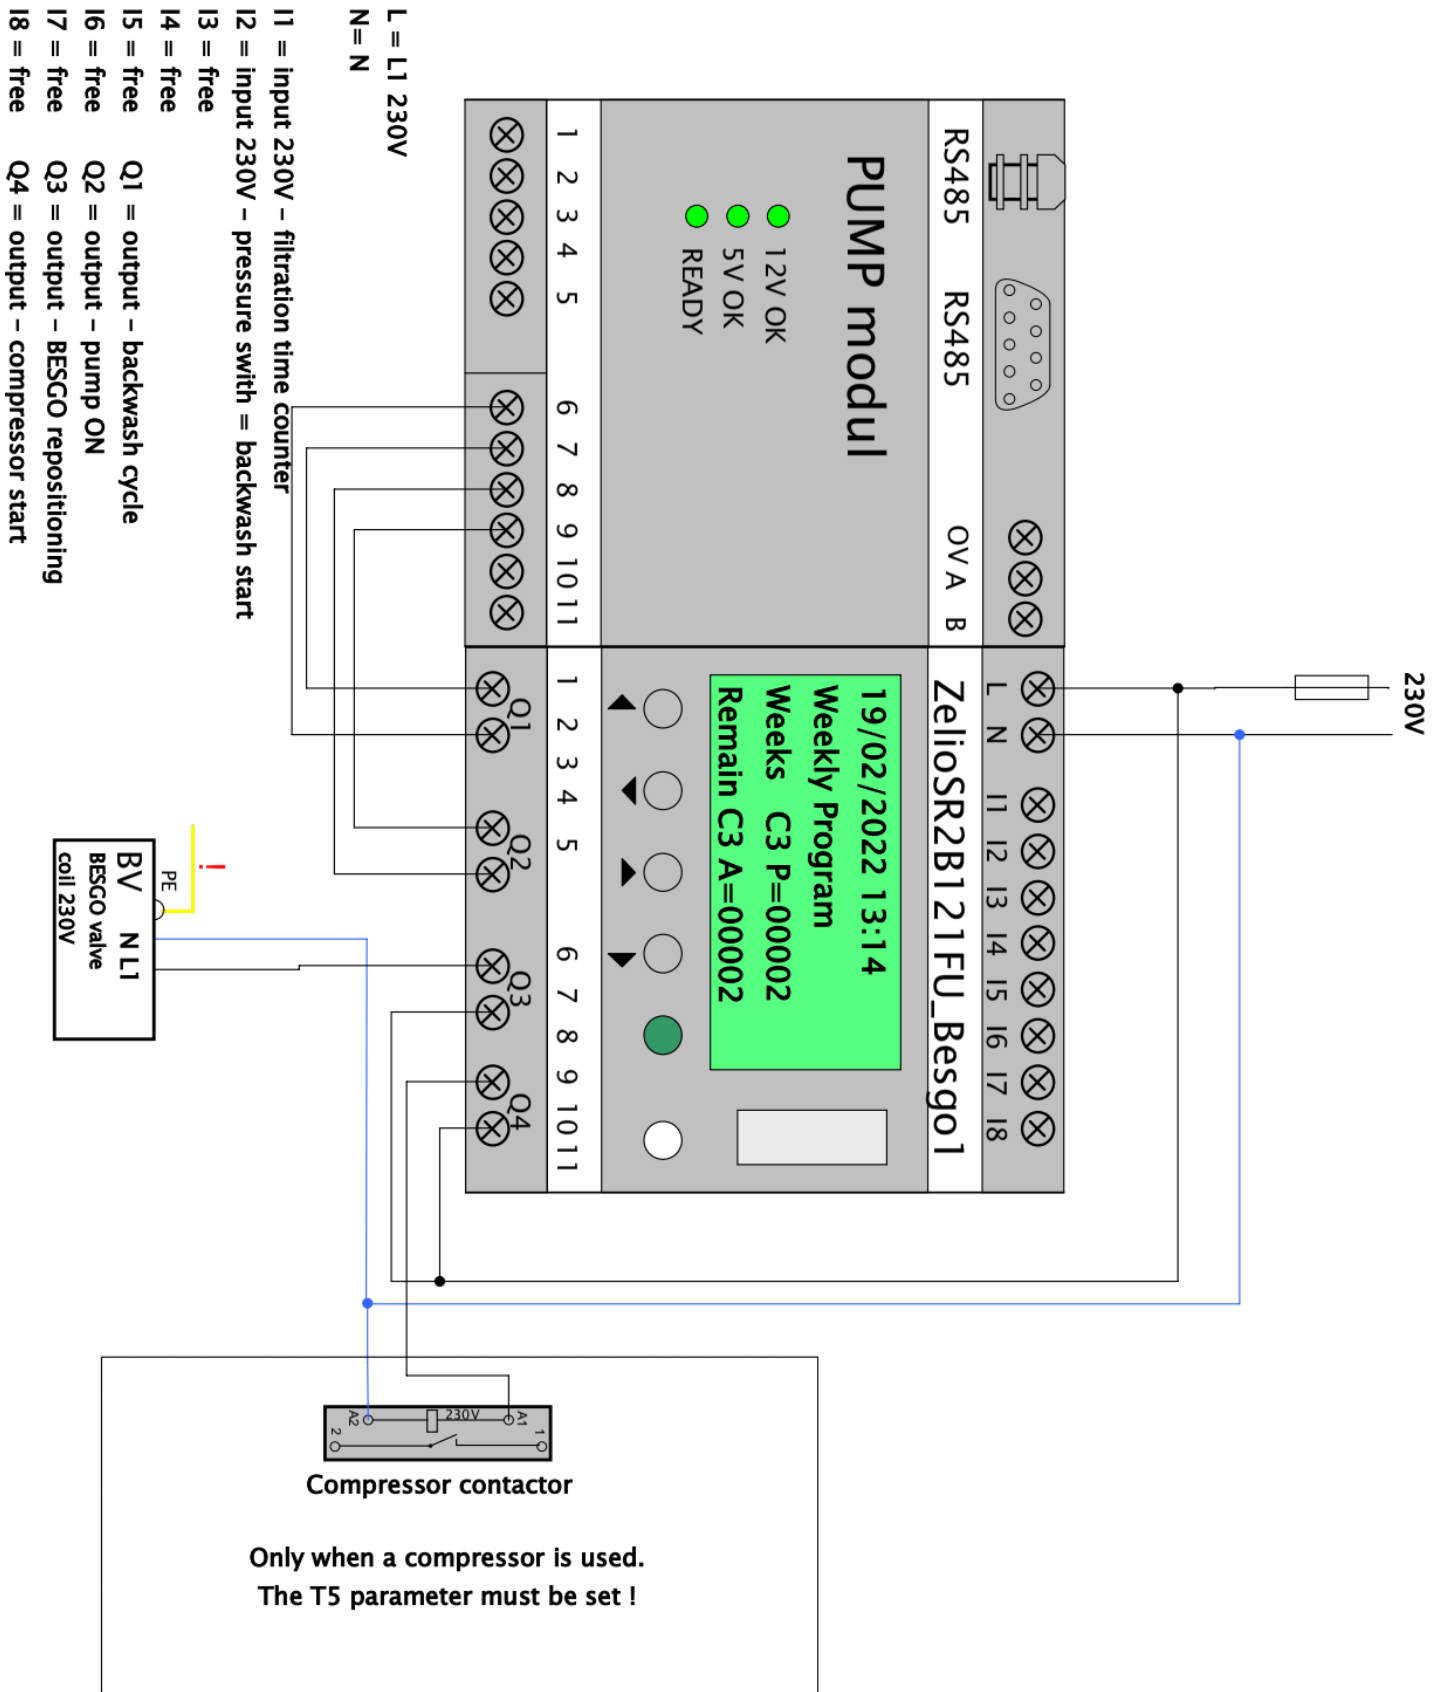 230V
L = L1 230V
N= N
I1 = input 230V – filtration time counter
I2 = input 230V – pressure swith = backwash start
I3 = free
I4 = free
I5 = free
I6 = free
I7 = free
I8 = free
Q1 = output – backwash cycle
Q2 = output – pump ON
Q3 = output – BESGO repositioning
Q4 = output – compressor start
RS485
RS485
OV A B
PUMP modul
12V OK
5V OK
READY
1 2 3 4 5 6 7 8 9 10 11
L N I1 I2 I3 I4 I5 I6 I7 I8
ZelioSR2B121FU_Besgo1
19/02/2022 13:14
Weekly Program
Weeks C3 P=00002
Remain C3 A=00002
1 2 3 4 5 6 7 8 9 10 11
Q1 Q2 Q3 Q4
!
PE
BV N L1
BESGO valve
coil 230V
A2 230V A1
2 1
Compressor contactor
Only when a compressor is used.
The T5 parameter must be set !